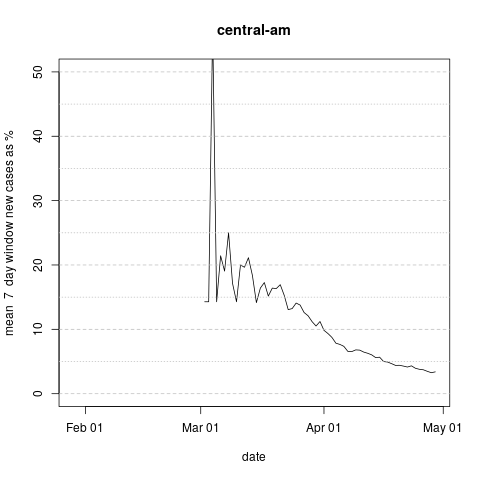 central-am
mean  7  day window new cases as %
50
40
30
20
10
0
Feb 01
Mar 01
Apr 01
May 01
date